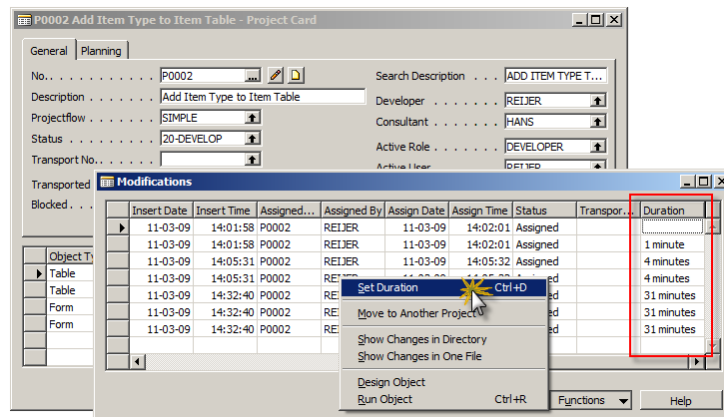 P0002 Add Item Type to Item Table - Project Card
General Planning
No. . . . . . . . . . . . P0002 ... Search Description . . . ADD ITEM TYPE T...
Description . . . . . . . . Add Item Type to Item Table Developer . . . . . . . REIJER
Projectflow . . . . . . . . SIMPLE Consultant . . . . . . . HANS
Status . . . . . . . . . . 20-DEVELOP Active Role . . . . . . . DEVELOPER
Transport No. . . . . . . Active User REIJER
Transported
Blocked. . .
Modifications
Insert Date Insert Time Assigned... Assigned By Assign Date Assign Time Status Transpor... Duration
11-03-09 14:01:58 P0002 REIJER 11-03-09 14:02:01 Assigned
11-03-09 14:01:58 P0002 REIJER 11-03-09 14:02:01 Assigned 1 minute
11-03-09 14:05:31 P0002 REIJER 11-03-09 14:05:32 Assigned 4 minutes
11-03-09 14:05:31 P0002 REIJER 4 minutes
11-03-09 14:32:40 P0002 31 minutes
11-03-09 14:32:40 P0002 31 minutes
11-03-09 14:32:40 P0002 31 minutes
Object Ty
Table
Table
Form
Form
Set Duration Ctrl+D
Move to Another Project
Show Changes in Directory
Show Changes in One File
Design Object
Run Object Ctrl+R
Functions Help